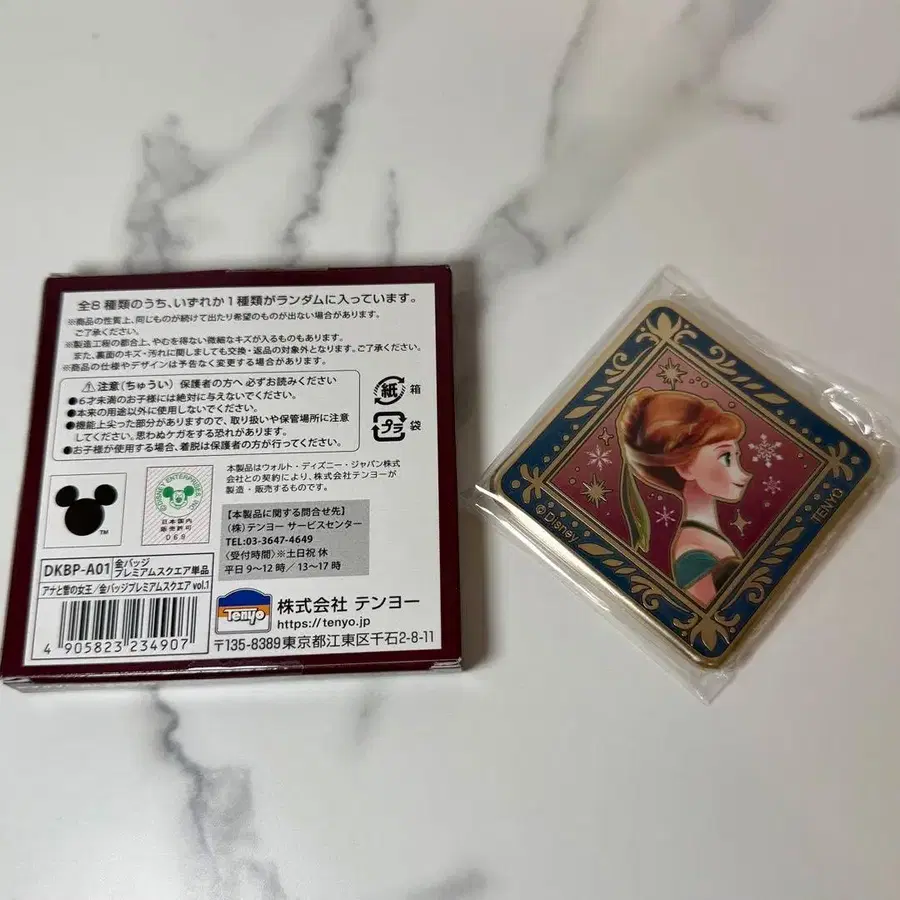 全8種類のうち、いずれか1種類がランダムに入っています。
※商品の性質上、同じものが続けて出たり希望のものが出ない場合があります。
ご了承ください。
※製造工程の都合上、やむを得ない微細なキズが入るものもあります。
また、裏面のキズ・汚れに関しましても交換・返品の対象外となります。ご了承ください。
※商品の仕様やデザインは予告なく変更する場合があります。
注意(ちゅうい) 保護者の方へ 必ずお読みください
●6才未満のお子様には絶対に与えないでください。
●本来の用途以外に使用しないでください。
●機能上尖った部分がありますので、取り扱いや保管場所に注意
してください。思わぬケガをする恐れがあります。
●お子様が使用する場合、着脱は保護者の方が行ってください。
紙 箱
プラ 袋
TM
日本国内
販売許可
069
本製品はウォルト・ディズニー・ジャパン株式
会社との契約により、株式会社テンヨーが
製造・販売するものです。
【本製品に関する問合せ先】
(株)テンヨー サービスセンター
TEL:03-3647-4649
〈受付時間〉※土日祝 休
平日 9～12時 / 13～17時
DKBP-A01 缶バッジ
プレミアムスクエア単品
アナと雪の女王/缶バッジプレミアムスクエア vol.1
4 905823 234907
Tenyo 株式会社 テンヨー
https://tenyo.jp
〒135-8389東京都江東区千石2-8-11
©Disney
TENYO